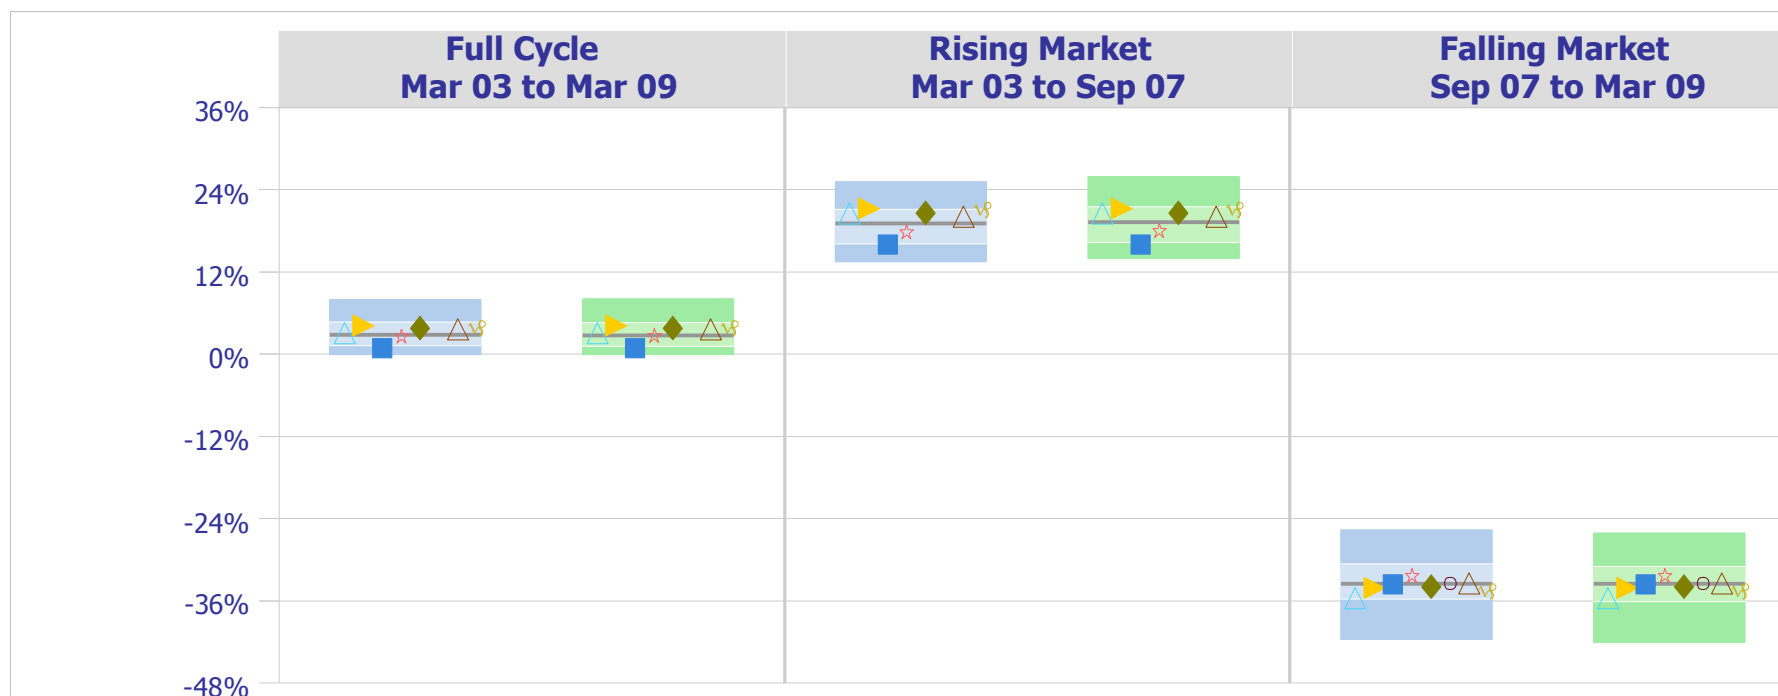 Full Cycle
Mar 03 to Mar 09
Rising Market
Mar 03 to Sep 07
Falling Market
Sep 07 to Mar 09
36%
24%
12%
0%
-12%
-24%
-36%
-48%